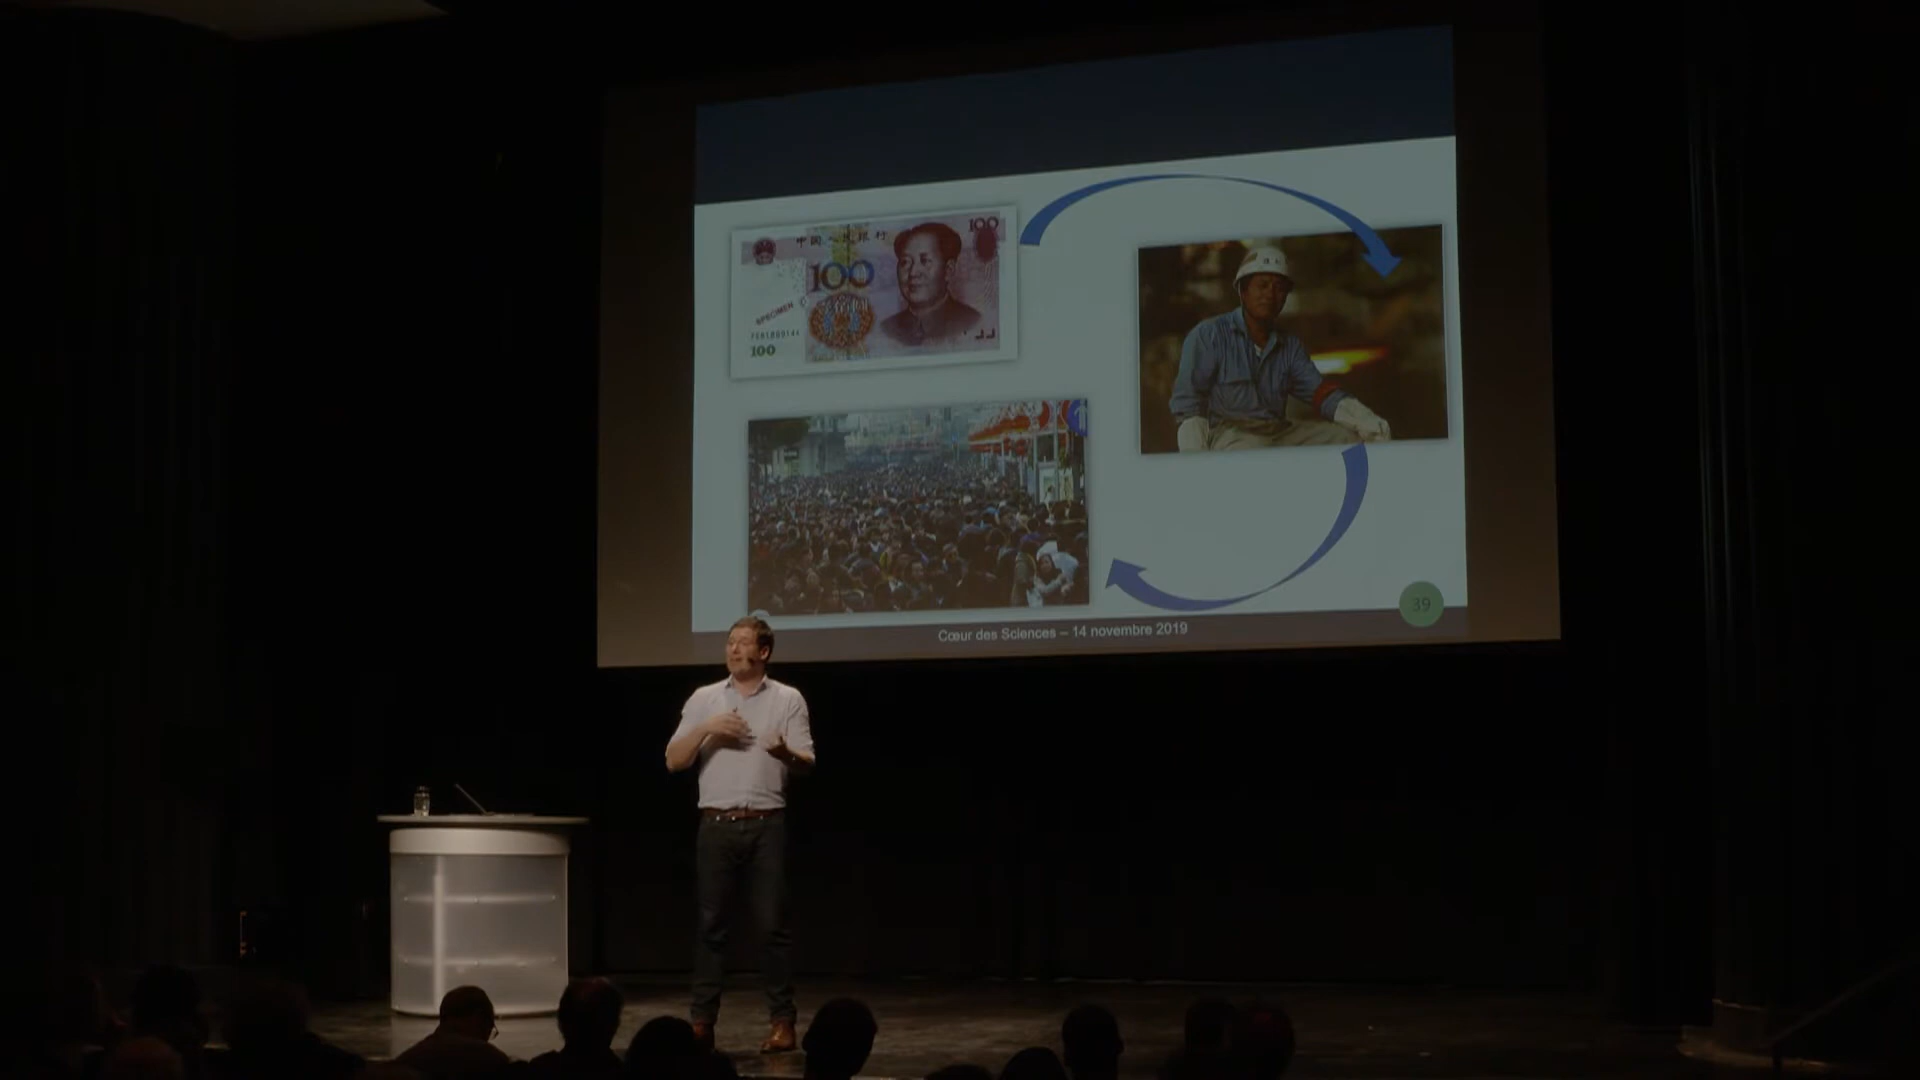 中国人民银行
100
100
SPECIMEN
100
39
Cœur des Sciences – 14 novembre 2019